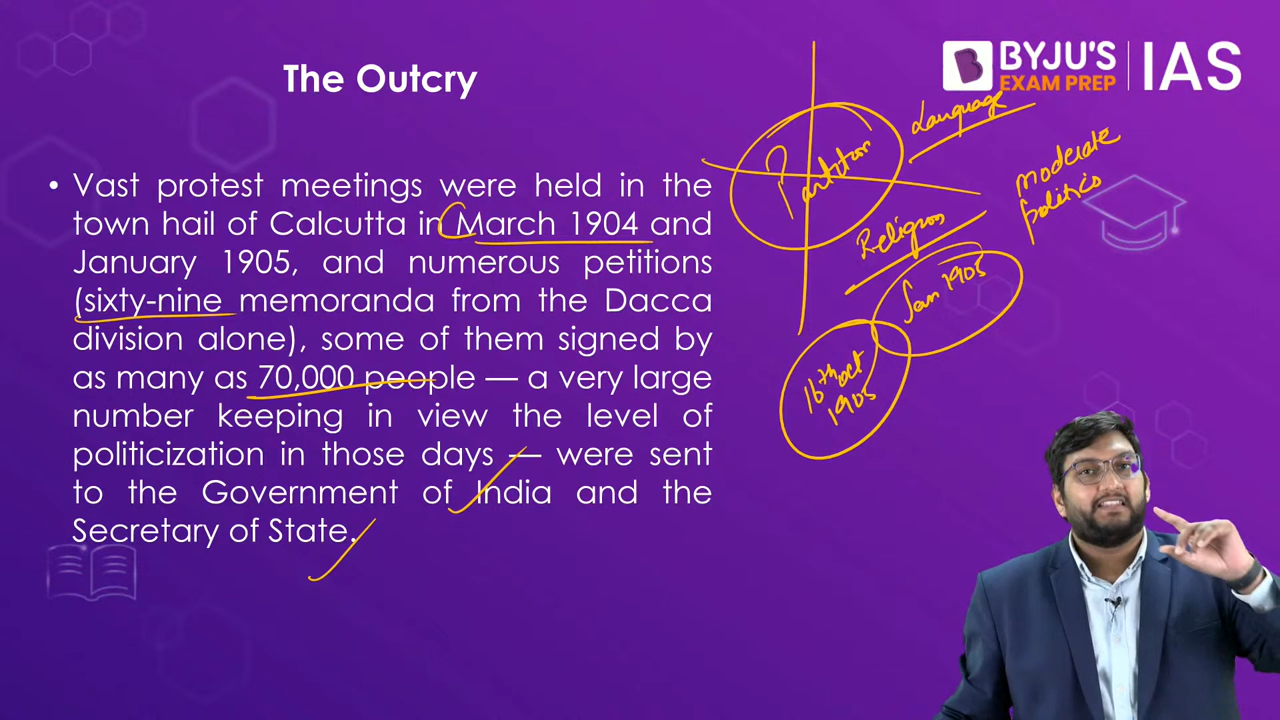 The Outcry
BYJU'S
EXAM PREP
IAS
• Vast protest meetings were held in the
town hail of Calcutta in March 1904 and
January 1905, and numerous petitions
(sixty-nine memoranda from the Dacca
division alone), some of them signed by
as many as 70,000 people — a very large
number keeping in view the level of
politicization in those days — were sent
to the Government of India and the
Secretary of State.
Language
Partition
moderate
politics
Religion
Jan 1905
16th oct
1905